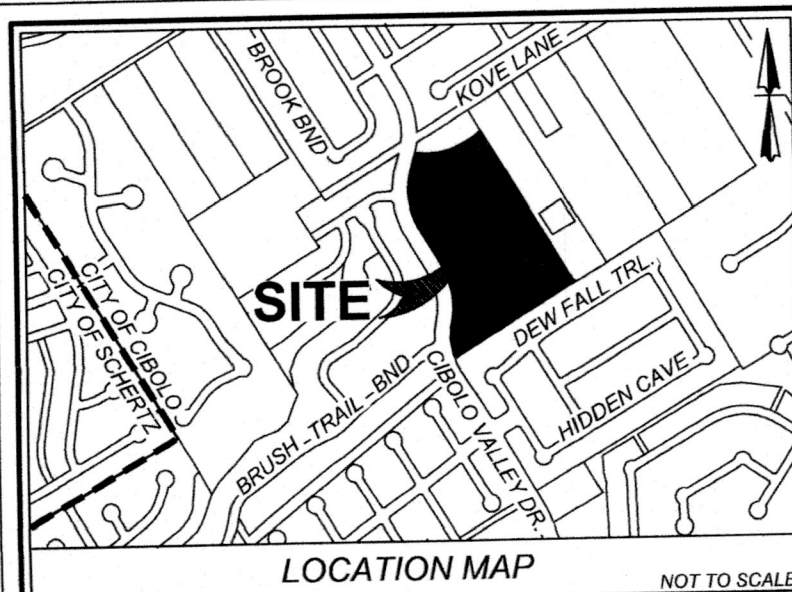 BROOK BND
KOVE LANE
CITY OF CIBOLO
CITY OF SCHERTZ
SITE
DEW FALL TRL.
BRUSH-TRAIL-BND
CIBOLO VALLEY DR.
HIDDEN CAVE
LOCATION MAP
NOT TO SCALE